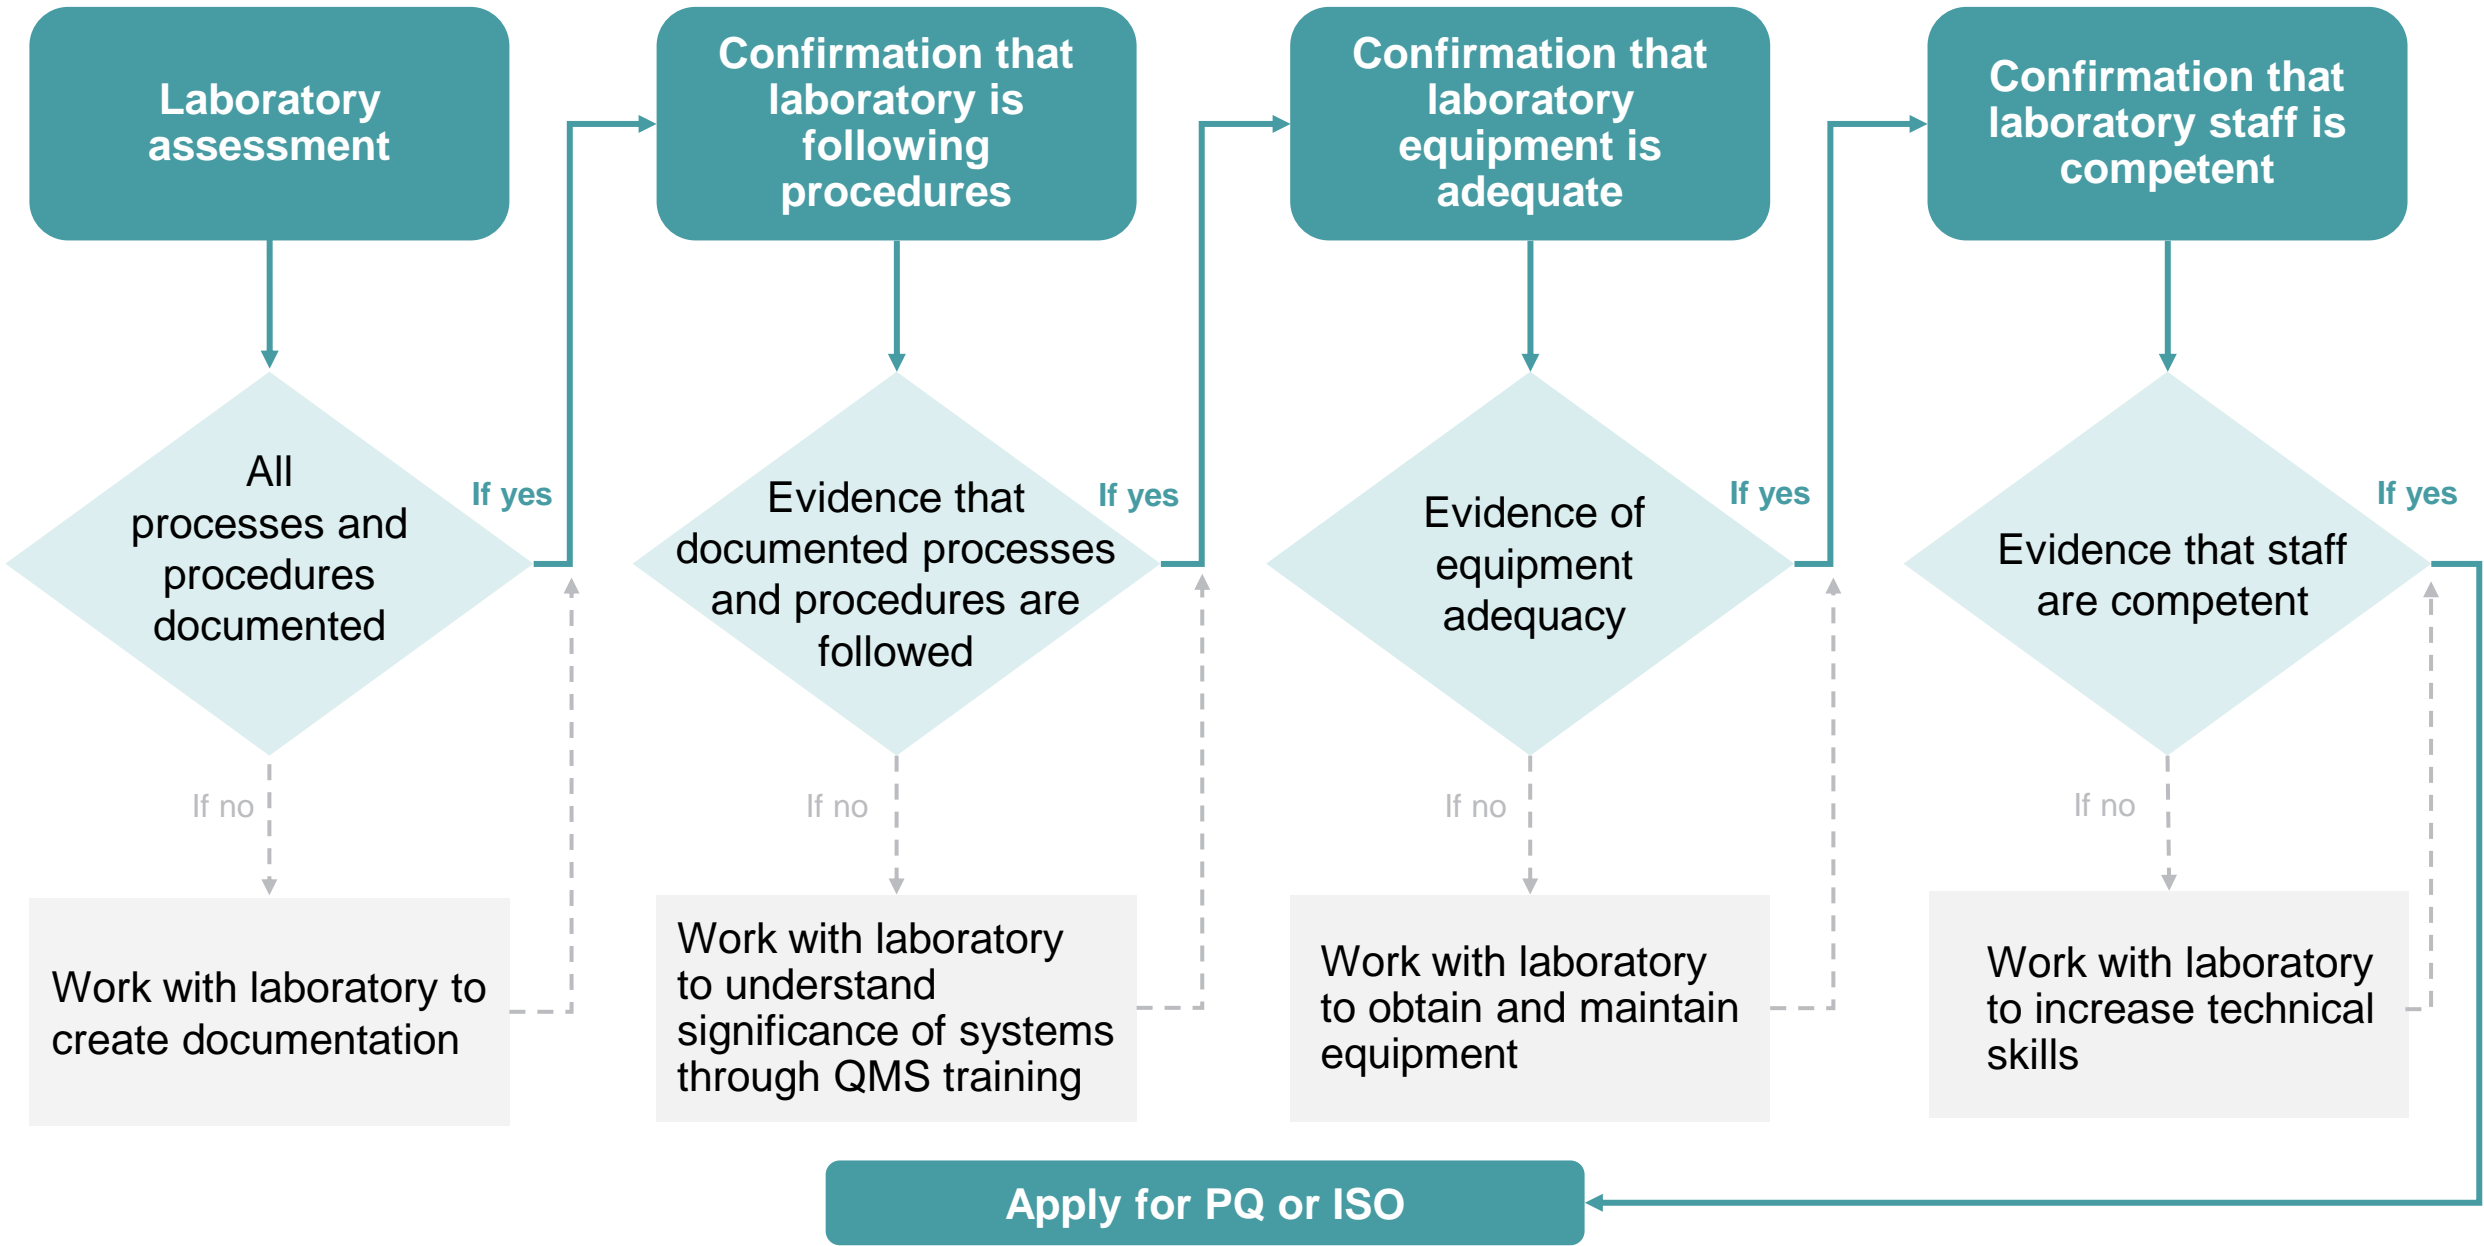 Laboratory
assessment
Confirmation that
laboratory is
following
procedures
Confirmation that
laboratory
equipment is
adequate
Confirmation that
laboratory staff is
competent
All
processes and
procedures
documented
If yes
Evidence that
documented processes
and procedures are
followed
If yes
Evidence of
equipment
adequacy
If yes
Evidence that staff
are competent
If yes
If no
If no
If no
If no
Work with laboratory to
create documentation
Work with laboratory
to understand
significance of systems
through QMS training
Work with laboratory
to obtain and maintain
equipment
Work with laboratory
to increase technical
skills
Apply for PQ or ISO